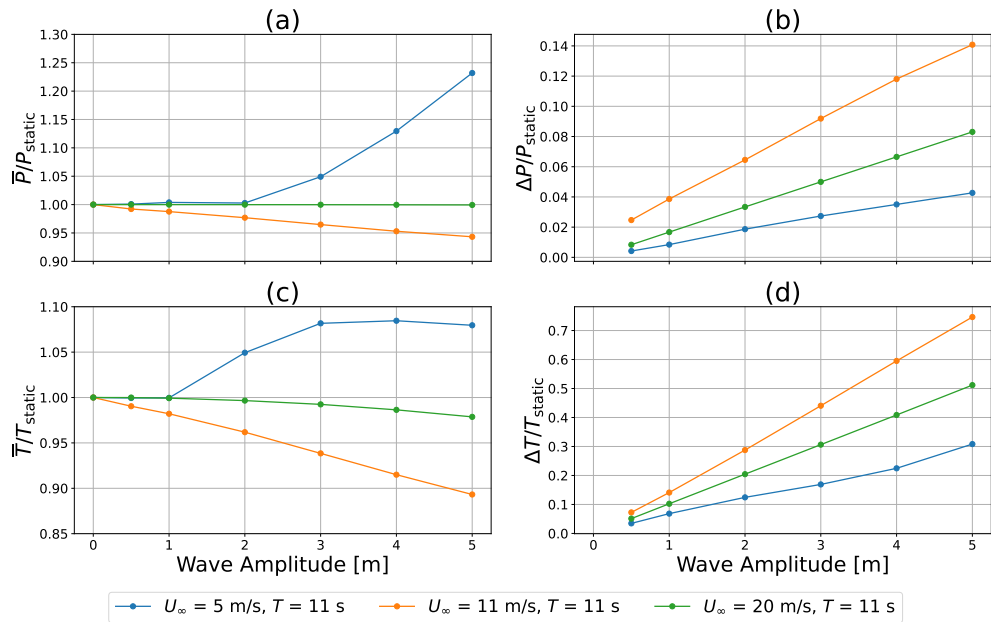 (a)
(b)
1.30
1.25
1.20
1.15
1.10
1.05
1.00
0.95
0.90
P̅/P_static
0.14
0.12
0.10
0.08
0.06
0.04
0.02
0.00
ΔP/P_static
(c)
(d)
1.10
1.05
1.00
0.95
0.90
0.85
T̅/T_static
0 1 2 3 4 5
Wave Amplitude [m]
0.7
0.6
0.5
0.4
0.3
0.2
0.1
0.0
ΔT/T_static
0 1 2 3 4 5
Wave Amplitude [m]
U∞ = 5 m/s, T = 11 s U∞ = 11 m/s, T = 11 s U∞ = 20 m/s, T = 11 s